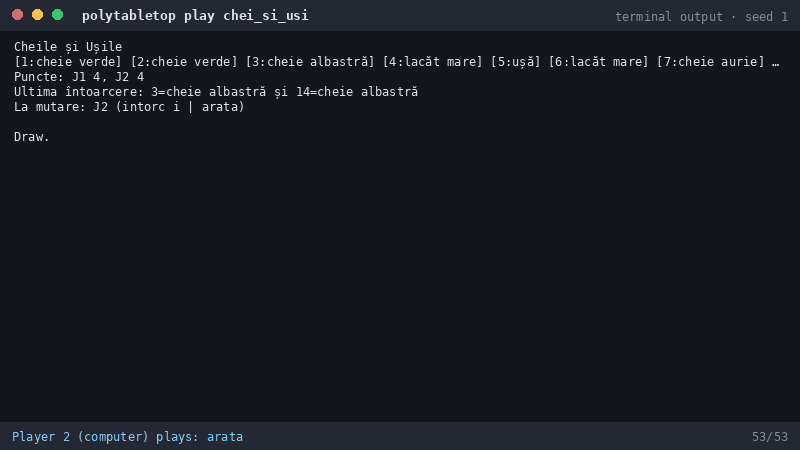 polytabletop play chei_si_usi
terminal output · seed 1
Cheile și Ușile
[1:cheie verde] [2:cheie verde] [3:cheie albastră] [4:lacăt mare] [5:ușă] [6:lacăt mare] [7:cheie aurie] …
Puncte: J1 4, J2 4
Ultima întoarcere: 3=cheie albastră și 14=cheie albastră
La mutare: J2 (intorc i | arata)
Draw.
Player 2 (computer) plays: arata
53/53